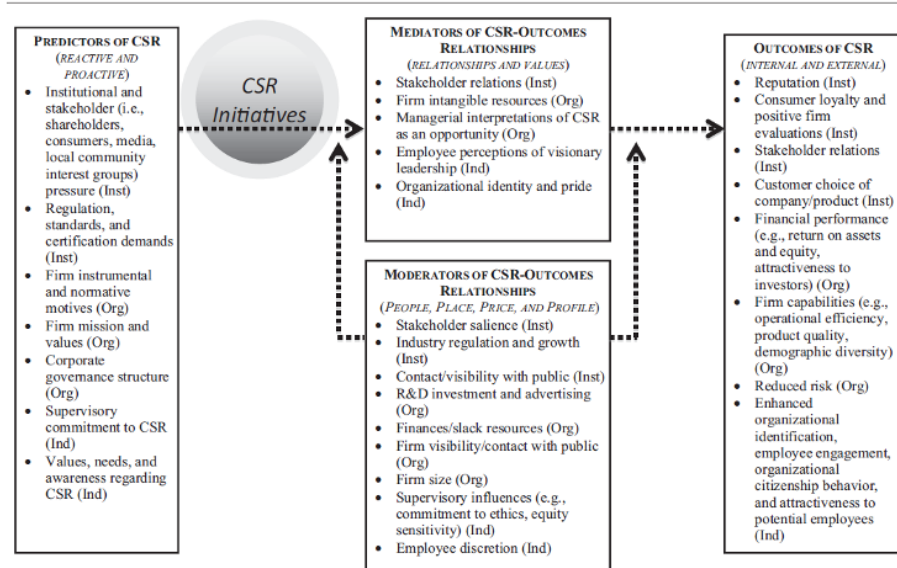 PREDICTORS OF CSR
(REACTIVE AND
PROACTIVE)
• Institutional and
stakeholder (i.e.,
shareholders,
consumers, media,
local community
interest groups)
pressure (Inst)
• Regulation,
standards, and
certification demands
(Inst)
• Firm instrumental
and normative
motives (Org)
• Firm mission and
values (Org)
• Corporate
governance structure
(Org)
• Supervisory
commitment to CSR
(Ind)
• Values, needs, and
awareness regarding
CSR (Ind)
CSR
Initiatives
MEDIATORS OF CSR-OUTCOMES
RELATIONSHIPS
(RELATIONSHIPS AND VALUES)
• Stakeholder relations (Inst)
• Firm intangible resources (Org)
• Managerial interpretations of CSR
as an opportunity (Org)
• Employee perceptions of visionary
leadership (Ind)
• Organizational identity and pride
(Ind)
MODERATORS OF CSR-OUTCOMES
RELATIONSHIPS
(PEOPLE, PLACE, PRICE, AND PROFILE)
• Stakeholder salience (Inst)
• Industry regulation and growth
(Inst)
• Contact/visibility with public (Inst)
• R&D investment and advertising
(Org)
• Finances/slack resources (Org)
• Firm visibility/contact with public
(Org)
• Firm size (Org)
• Supervisory influences (e.g.,
commitment to ethics, equity
sensitivity) (Ind)
• Employee discretion (Ind)
OUTCOMES OF CSR
(INTERNAL AND EXTERNAL)
• Reputation (Inst)
• Consumer loyalty and
positive firm
evaluations (Inst)
• Stakeholder relations
(Inst)
• Customer choice of
company/product (Inst)
• Financial performance
(e.g., return on assets
and equity,
attractiveness to
investors) (Org)
• Firm capabilities (e.g.,
operational efficiency,
product quality,
demographic diversity)
(Org)
• Reduced risk (Org)
• Enhanced
organizational
identification,
employee engagement,
organizational
citizenship behavior,
and attractiveness to
potential employees
(Ind)